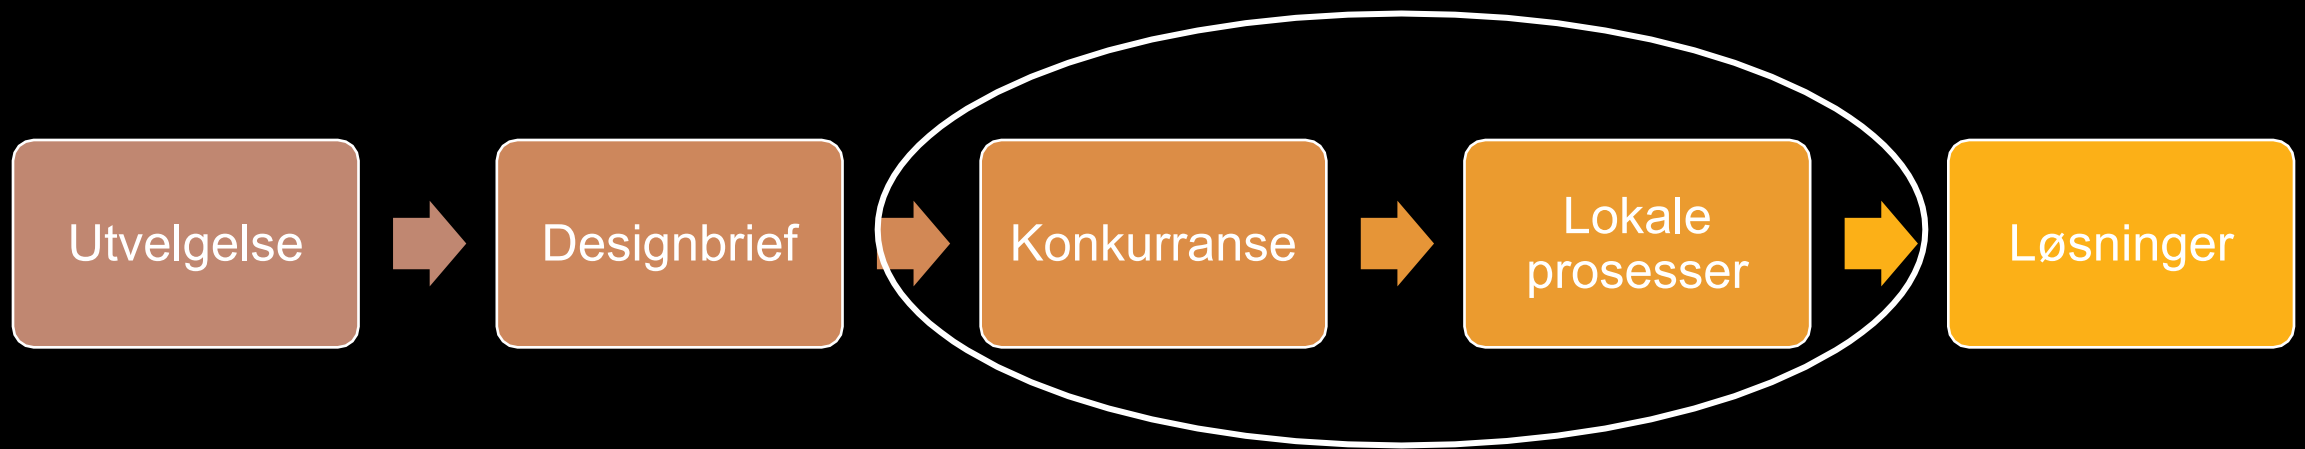 Utvelgelse
Designbrief
Konkurranse
Lokale
prosesser
Løsninger